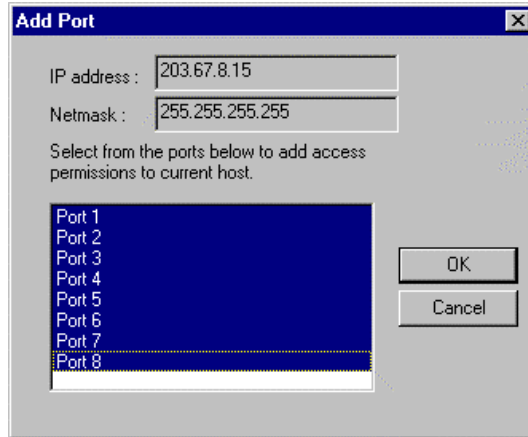 Add Port
IP address : 203.67.8.15
Netmask : 255.255.255.255
Select from the ports below to add access
permissions to current host.
Port 1
Port 2
Port 3
Port 4
Port 5
Port 6
Port 7
Port 8
OK
Cancel